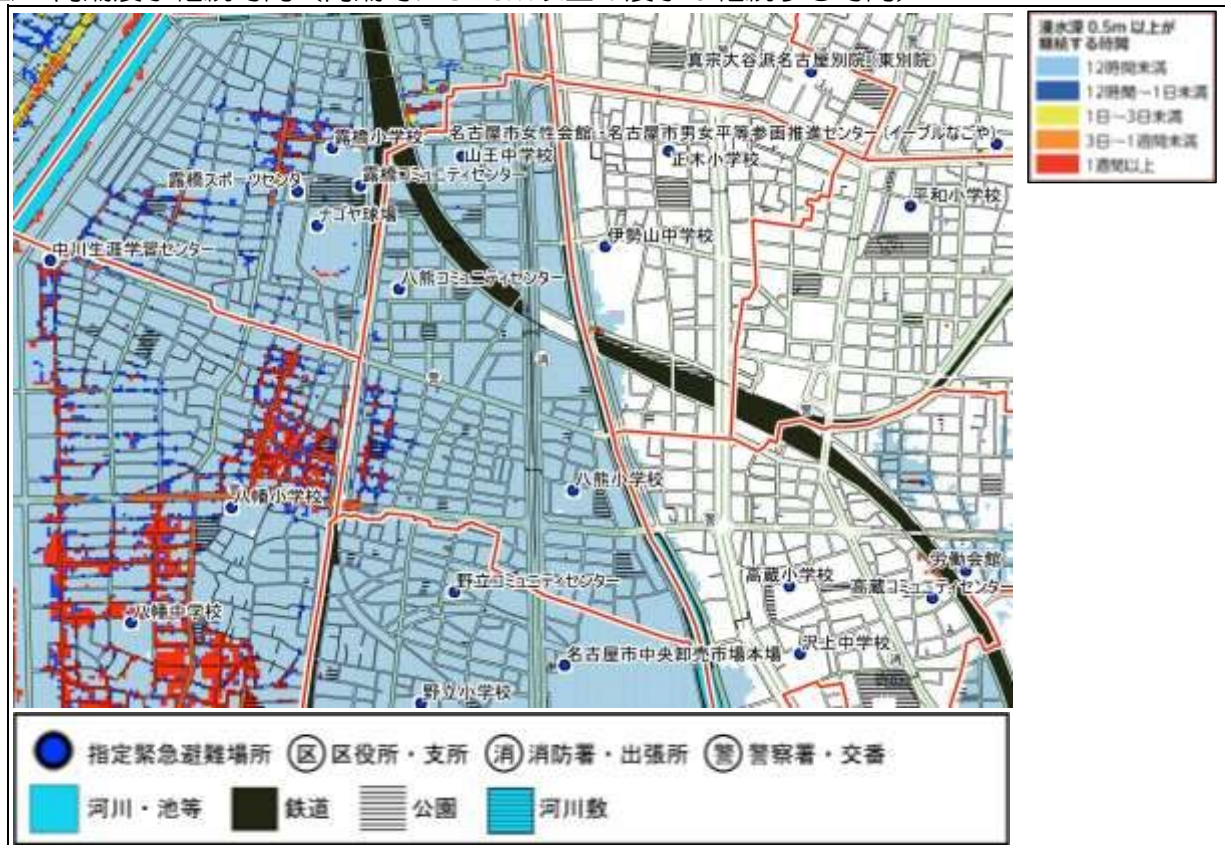 浸水深 0.5m 以上が
継続する時間
12時間未満
12時間～1日未満
1日～3日未満
3日～1週間未満
1週間以上
真宗大谷派名古屋別院（東別院）
露橋小学校
名古屋市女性会館・名古屋市男女平等参画推進センター（イーブルなごや）
山王中学校
正木小学校
露橋コミュニティセンター
露橋スポーツセンター
平和小学校
ナゴヤ球場
伊勢山中学校
中川生涯学習センター
八熊コミュニティセンター
消
警
八幡小学校
八熊小学校
労働会館
野立コミュニティセンター
高蔵小学校
高蔵コミュニティセンター
八幡中学校
沢上中学校
名古屋市中央卸売市場本場
野立小学校
消
指定緊急避難場所 区 区役所・支所 消 消防署・出張所 警 警察署・交番
河川・池等 鉄道 公園 河川敷